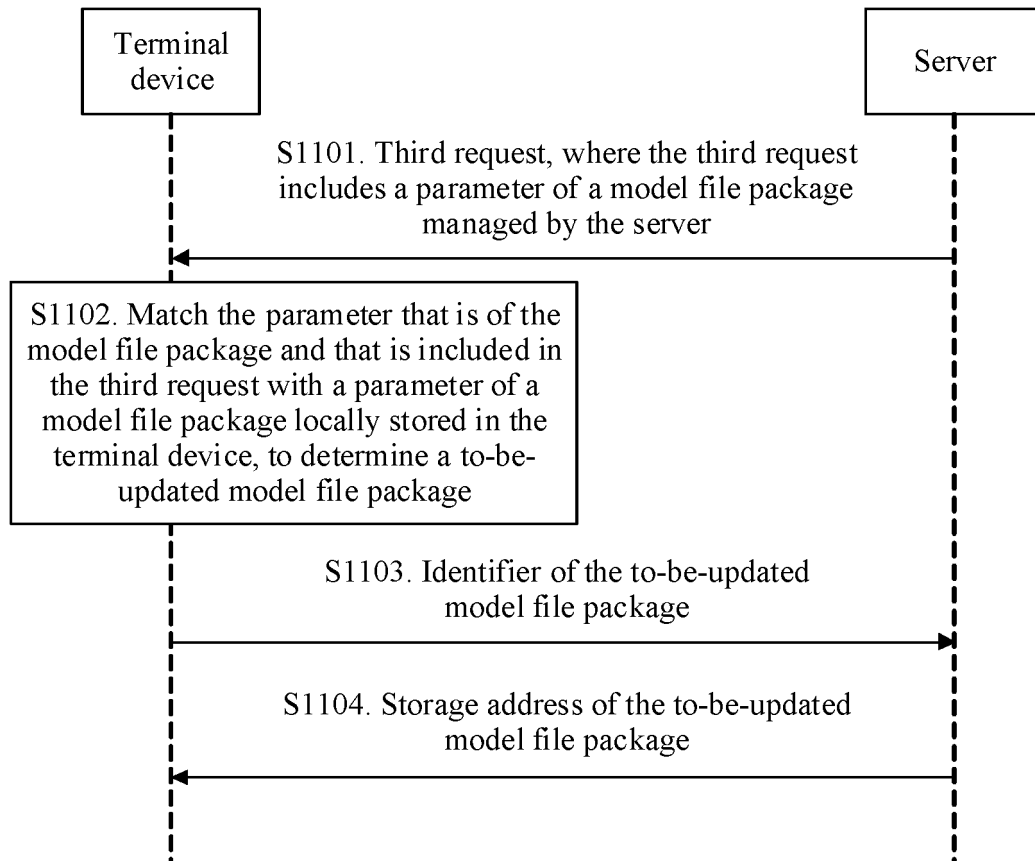 Terminal
device
Server
S1101. Third request, where the third request
includes a parameter of a model file package
managed by the server
S1102. Match the parameter that is of the
model file package and that is included in
the third request with a parameter of a
model file package locally stored in the
terminal device, to determine a to-be-
updated model file package
S1103. Identifier of the to-be-updated
model file package
S1104. Storage address of the to-be-updated
model file package